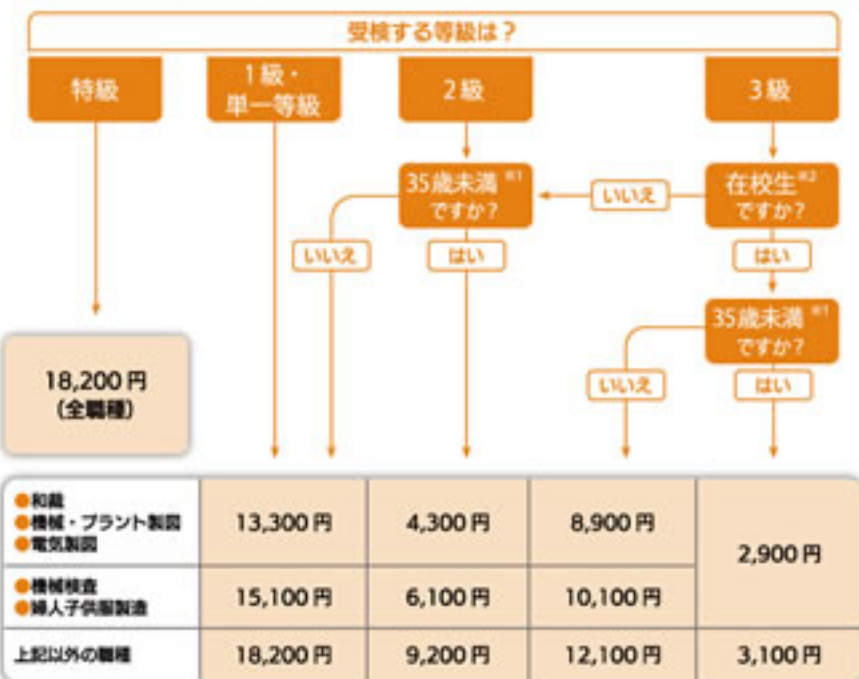 受検する等級は？
特級
1級・
単一等級
2級
3級
35歳未満 ※1
ですか？
いいえ
在校生※2
ですか？
いいえ
はい
はい
35歳未満 ※1
ですか？
いいえ
はい
18,200円
（全職種）
●和裁
●機械・プラント製図
●電気製図
13,300円
4,300円
8,900円
2,900円
●機械検査
●婦人子供服製造
15,100円
6,100円
10,100円
上記以外の職種
18,200円
9,200円
12,100円
3,100円